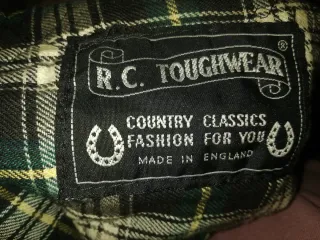 R.C. TOUGHWEAR ®
COUNTRY CLASSICS
FASHION FOR YOU
MADE IN ENGLAND